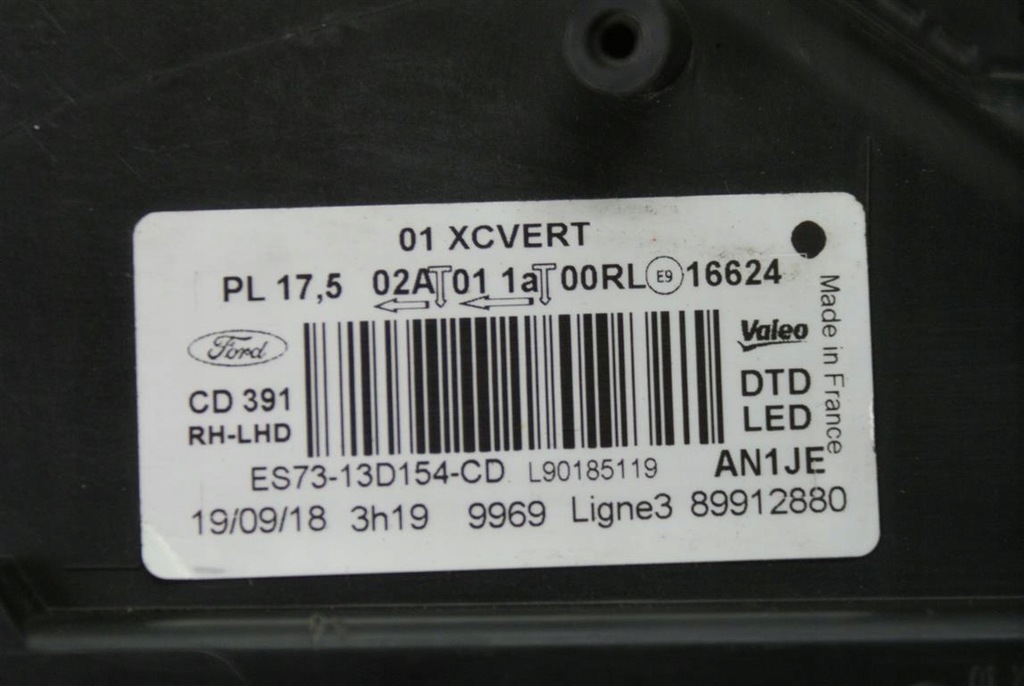 01 XCVERT
PL 17,5 02A 01 1a 00RL E9 16624
Ford
Valeo
Made in France
CD 391
RH-LHD
DTD
LED
ES73-13D154-CD L90185119 AN1JE
19/09/18 3h19 9969 Ligne3 89912880